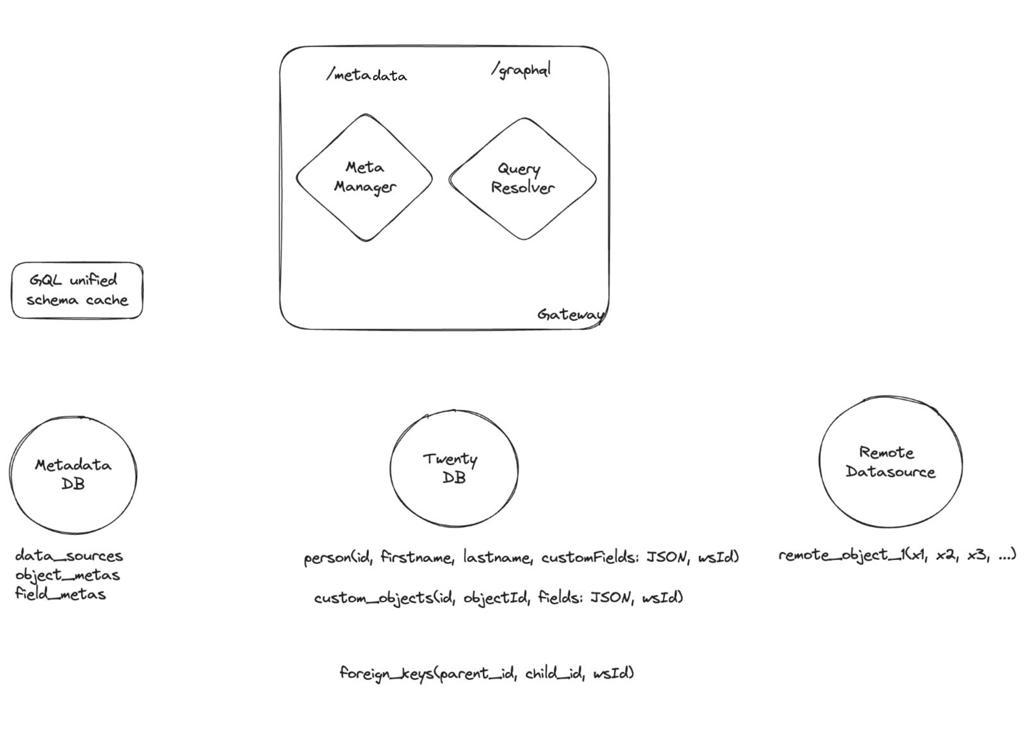 /metadata
/graphql
Meta
Manager
Query
Resolver
GQL unified
schema cache
Gateway
Metadata
DB
Twenty
DB
Remote
Datasource
data_sources
object_metas
field_metas
person(id, firstname, lastname, customFields: JSON, wsId)
remote_object_1(x1, x2, x3, ...)
custom_objects(id, objectId, fields: JSON, wsId)
foreign_keys(parent_id, child_id, wsId)